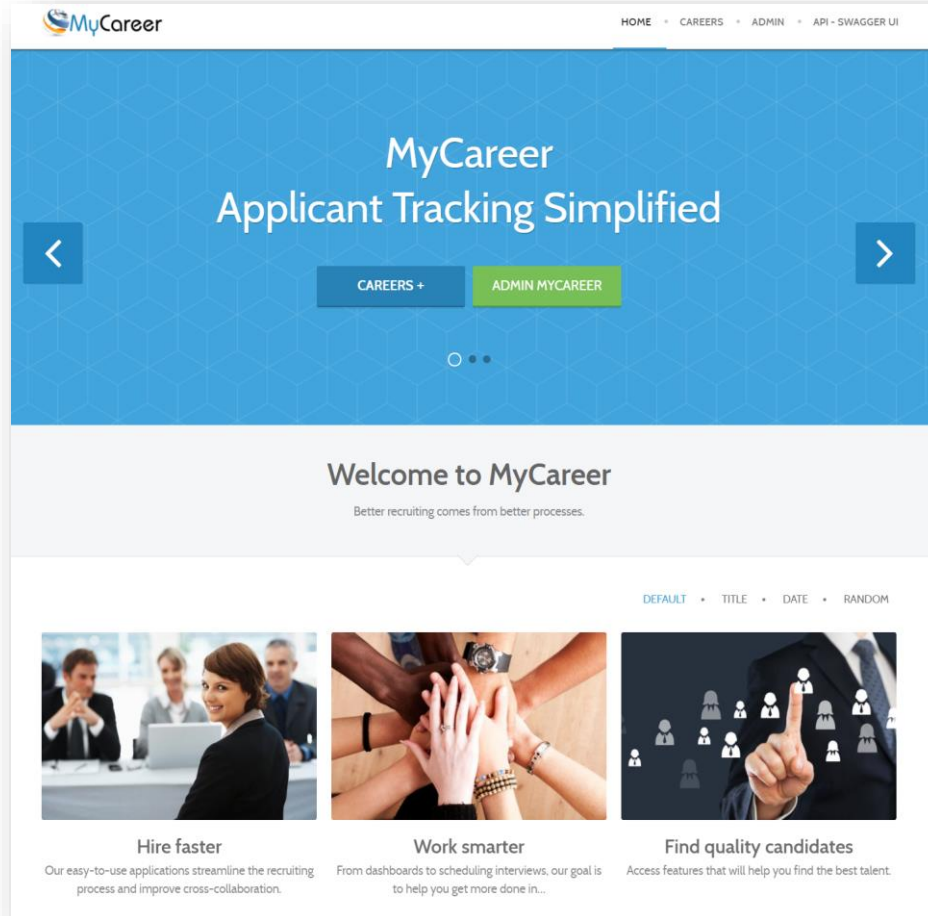 MyCareer
HOME • CAREERS • ADMIN • API - SWAGGER UI
MyCareer
Applicant Tracking Simplified
CAREERS +
ADMIN MYCAREER
Welcome to MyCareer
Better recruiting comes from better processes.
DEFAULT • TITLE • DATE • RANDOM
Hire faster
Our easy-to-use applications streamline the recruiting
process and improve cross-collaboration.
Work smarter
From dashboards to scheduling interviews, our goal is
to help you get more done in...
Find quality candidates
Access features that will help you find the best talent.